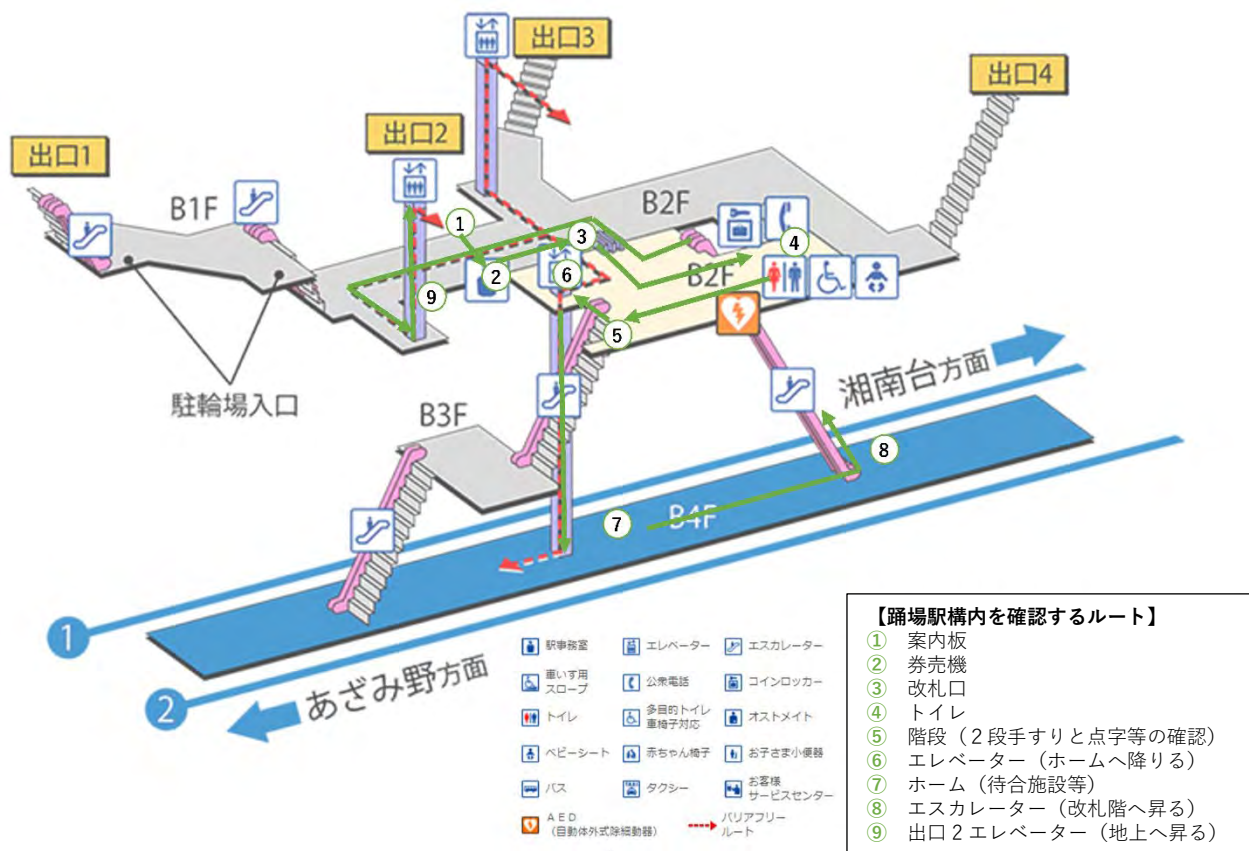 出口3
出口4
出口2
出口1
B1F
B2F
①
③
④
②
⑥
B2F
⑨
⑤
駐輪場入口
B3F
湘南台方面
⑧
⑦
B4F
1
あざみ野方面
2
駅事務室
エレベーター
エスカレーター
車いす用
スロープ
公衆電話
コインロッカー
トイレ
多目的トイレ
車椅子対応
オストメイト
ベビーシート
赤ちゃん椅子
お子さま小便器
バス
タクシー
お客様
サービスセンター
AED
(自動体外式除細動器)
バリアフリー
ルート
【踊場駅構内を確認するルート】
① 案内板
② 券売機
③ 改札口
④ トイレ
⑤ 階段（２段手すりと点字等の確認）
⑥ エレベーター（ホームへ降りる）
⑦ ホーム（待合施設等）
⑧ エスカレーター（改札階へ昇る）
⑨ 出口２エレベーター（地上へ昇る）